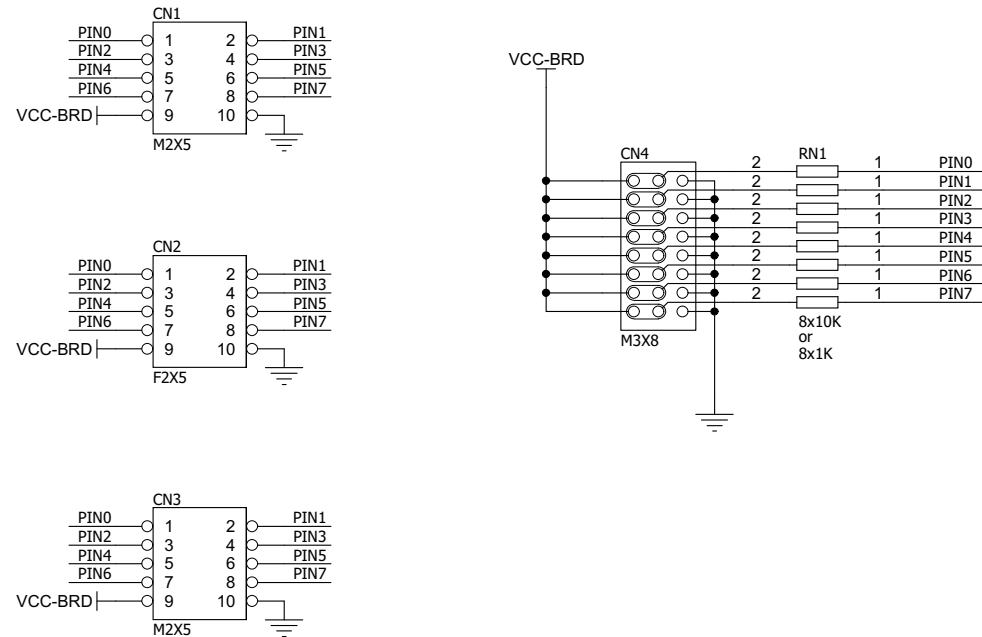 CN1
PIN0 1 2 PIN1
PIN2 3 4 PIN3
PIN4 5 6 PIN5
PIN6 7 8 PIN7
VCC-BRD 9 10
M2X5
CN2
PIN0 1 2 PIN1
PIN2 3 4 PIN3
PIN4 5 6 PIN5
PIN6 7 8 PIN7
VCC-BRD 9 10
F2X5
CN3
PIN0 1 2 PIN1
PIN2 3 4 PIN3
PIN4 5 6 PIN5
PIN6 7 8 PIN7
VCC-BRD 9 10
M2X5
VCC-BRD
CN4
RN1
2 1 PIN0
2 1 PIN1
2 1 PIN2
2 1 PIN3
2 1 PIN4
2 1 PIN5
2 1 PIN6
2 1 PIN7
M3X8
8x10K
or
8x1K